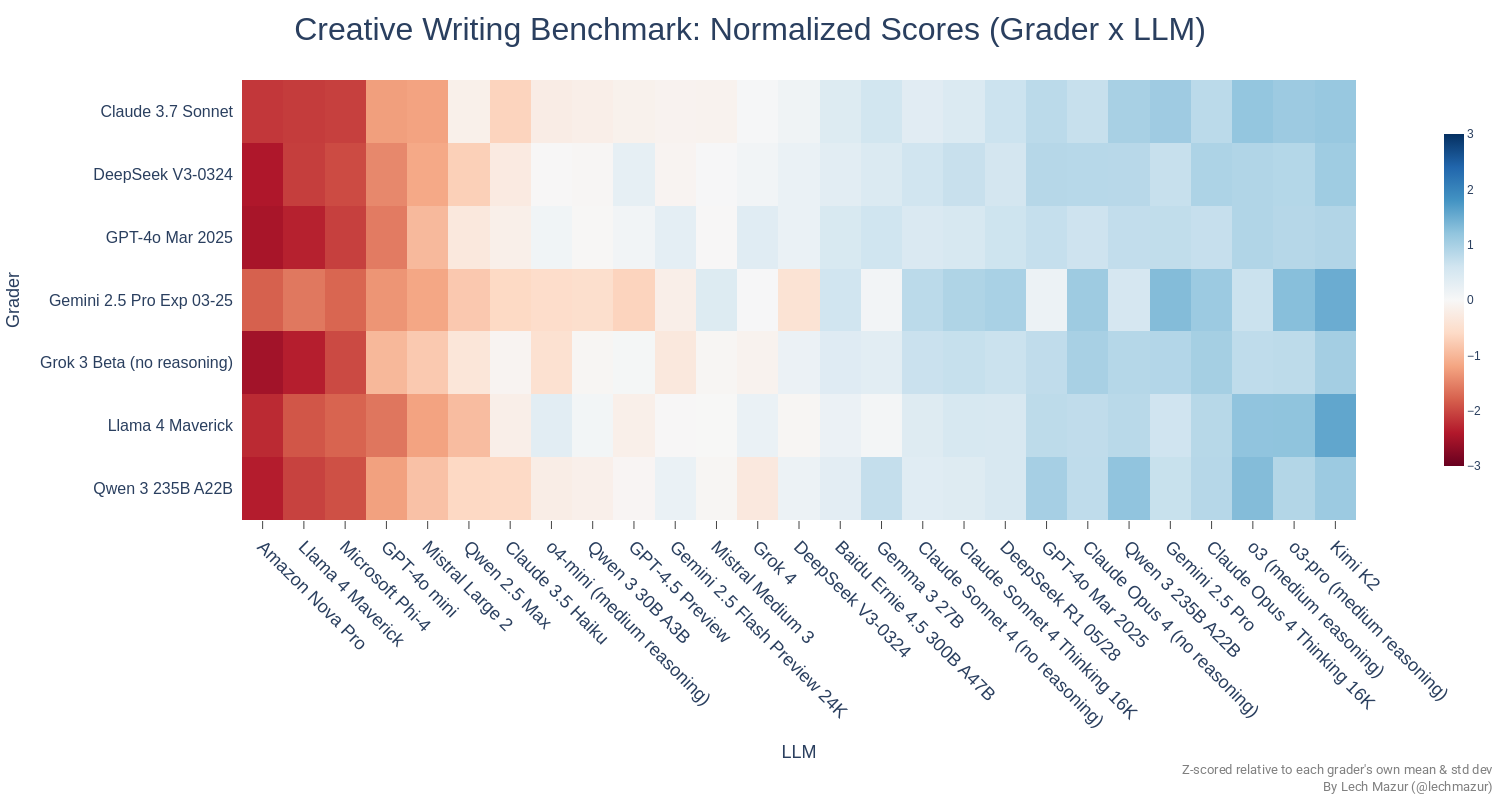 Creative Writing Benchmark: Normalized Scores (Grader x LLM)
Grader
Claude 3.7 Sonnet
DeepSeek V3-0324
GPT-4o Mar 2025
Gemini 2.5 Pro Exp 03-25
Grok 3 Beta (no reasoning)
Llama 4 Maverick
Qwen 3 235B A22B
3
2
1
0
−1
−2
−3
Amazon Nova Pro
Llama 4 Maverick
Microsoft Phi-4
GPT-4o mini
Mistral Large 2
Qwen 2.5 Max
Claude 3.5 Haiku
o4-mini (medium reasoning)
Qwen 3 30B A3B
GPT-4.5 Preview
Gemini 2.5 Flash Preview 24K
Mistral Medium 3
Grok 4
DeepSeek V3-0324
Baidu Ernie 4.5 300B A47B
Gemma 3 27B
Claude Sonnet 4 (no reasoning)
Claude Sonnet 4 Thinking 16K
DeepSeek R1 05/28
GPT-4o Mar 2025
Claude Opus 4 (no reasoning)
Qwen 3 235B A22B
Gemini 2.5 Pro
Claude Opus 4 Thinking 16K
o3 (medium reasoning)
o3-pro (medium reasoning)
Kimi K2
LLM
Z-scored relative to each grader's own mean & std dev
By Lech Mazur (@lechmazur)